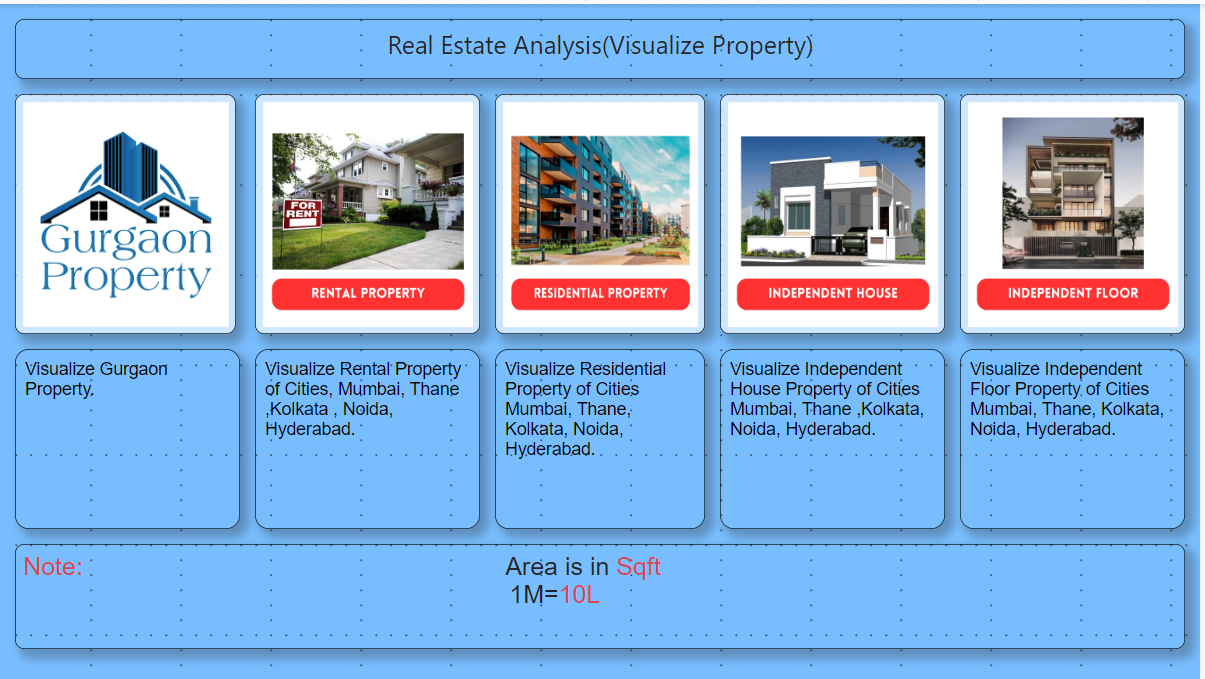 Real Estate Analysis(Visualize Property)
Gurgaon
Property
FOR
RENT
RENTAL PROPERTY
RESIDENTIAL PROPERTY
INDEPENDENT HOUSE
INDEPENDENT FLOOR
Visualize Gurgaon
Property.
Visualize Rental Property
of Cities, Mumbai, Thane
,Kolkata , Noida,
Hyderabad.
Visualize Residential
Property of Cities
Mumbai, Thane,
Kolkata, Noida,
Hyderabad.
Visualize Independent
House Property of Cities
Mumbai, Thane ,Kolkata,
Noida, Hyderabad.
Visualize Independent
Floor Property of Cities
Mumbai, Thane, Kolkata,
Noida, Hyderabad.
Note:
Area is in Sqft
1M=10L